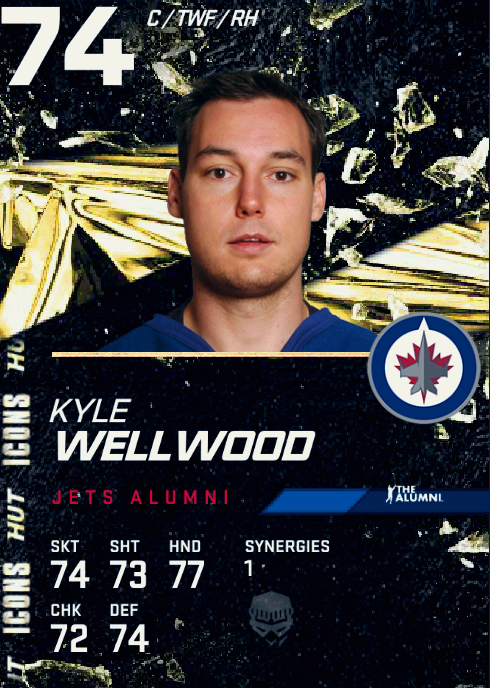 74
C / TWF / RH
KYLE
WELLWOOD
JETS ALUMNI
THE
ALUMNI
SKT SHT HND SYNERGIES
74 73 77 1
CHK DEF
72 74
HUT
ICONS
HUT
ICONS